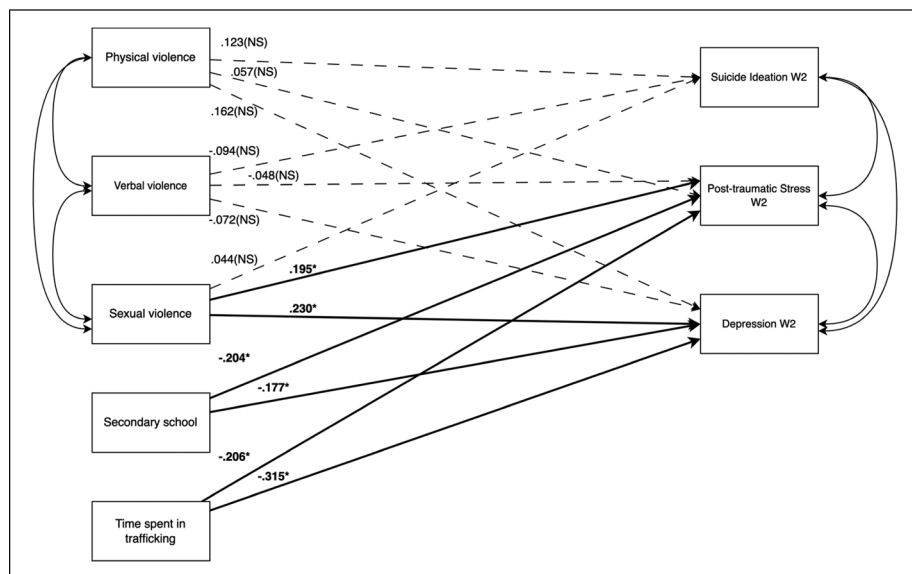 Physical violence
.123(NS)
.057(NS)
.162(NS)
Suicide Ideation W2
Verbal violence
-.094(NS)
-.048(NS)
-.072(NS)
Post-traumatic Stress
W2
Sexual violence
.044(NS)
.195*
.230*
Depression W2
Secondary school
-.204*
-.177*
Time spent in
trafficking
-.206*
-.315*